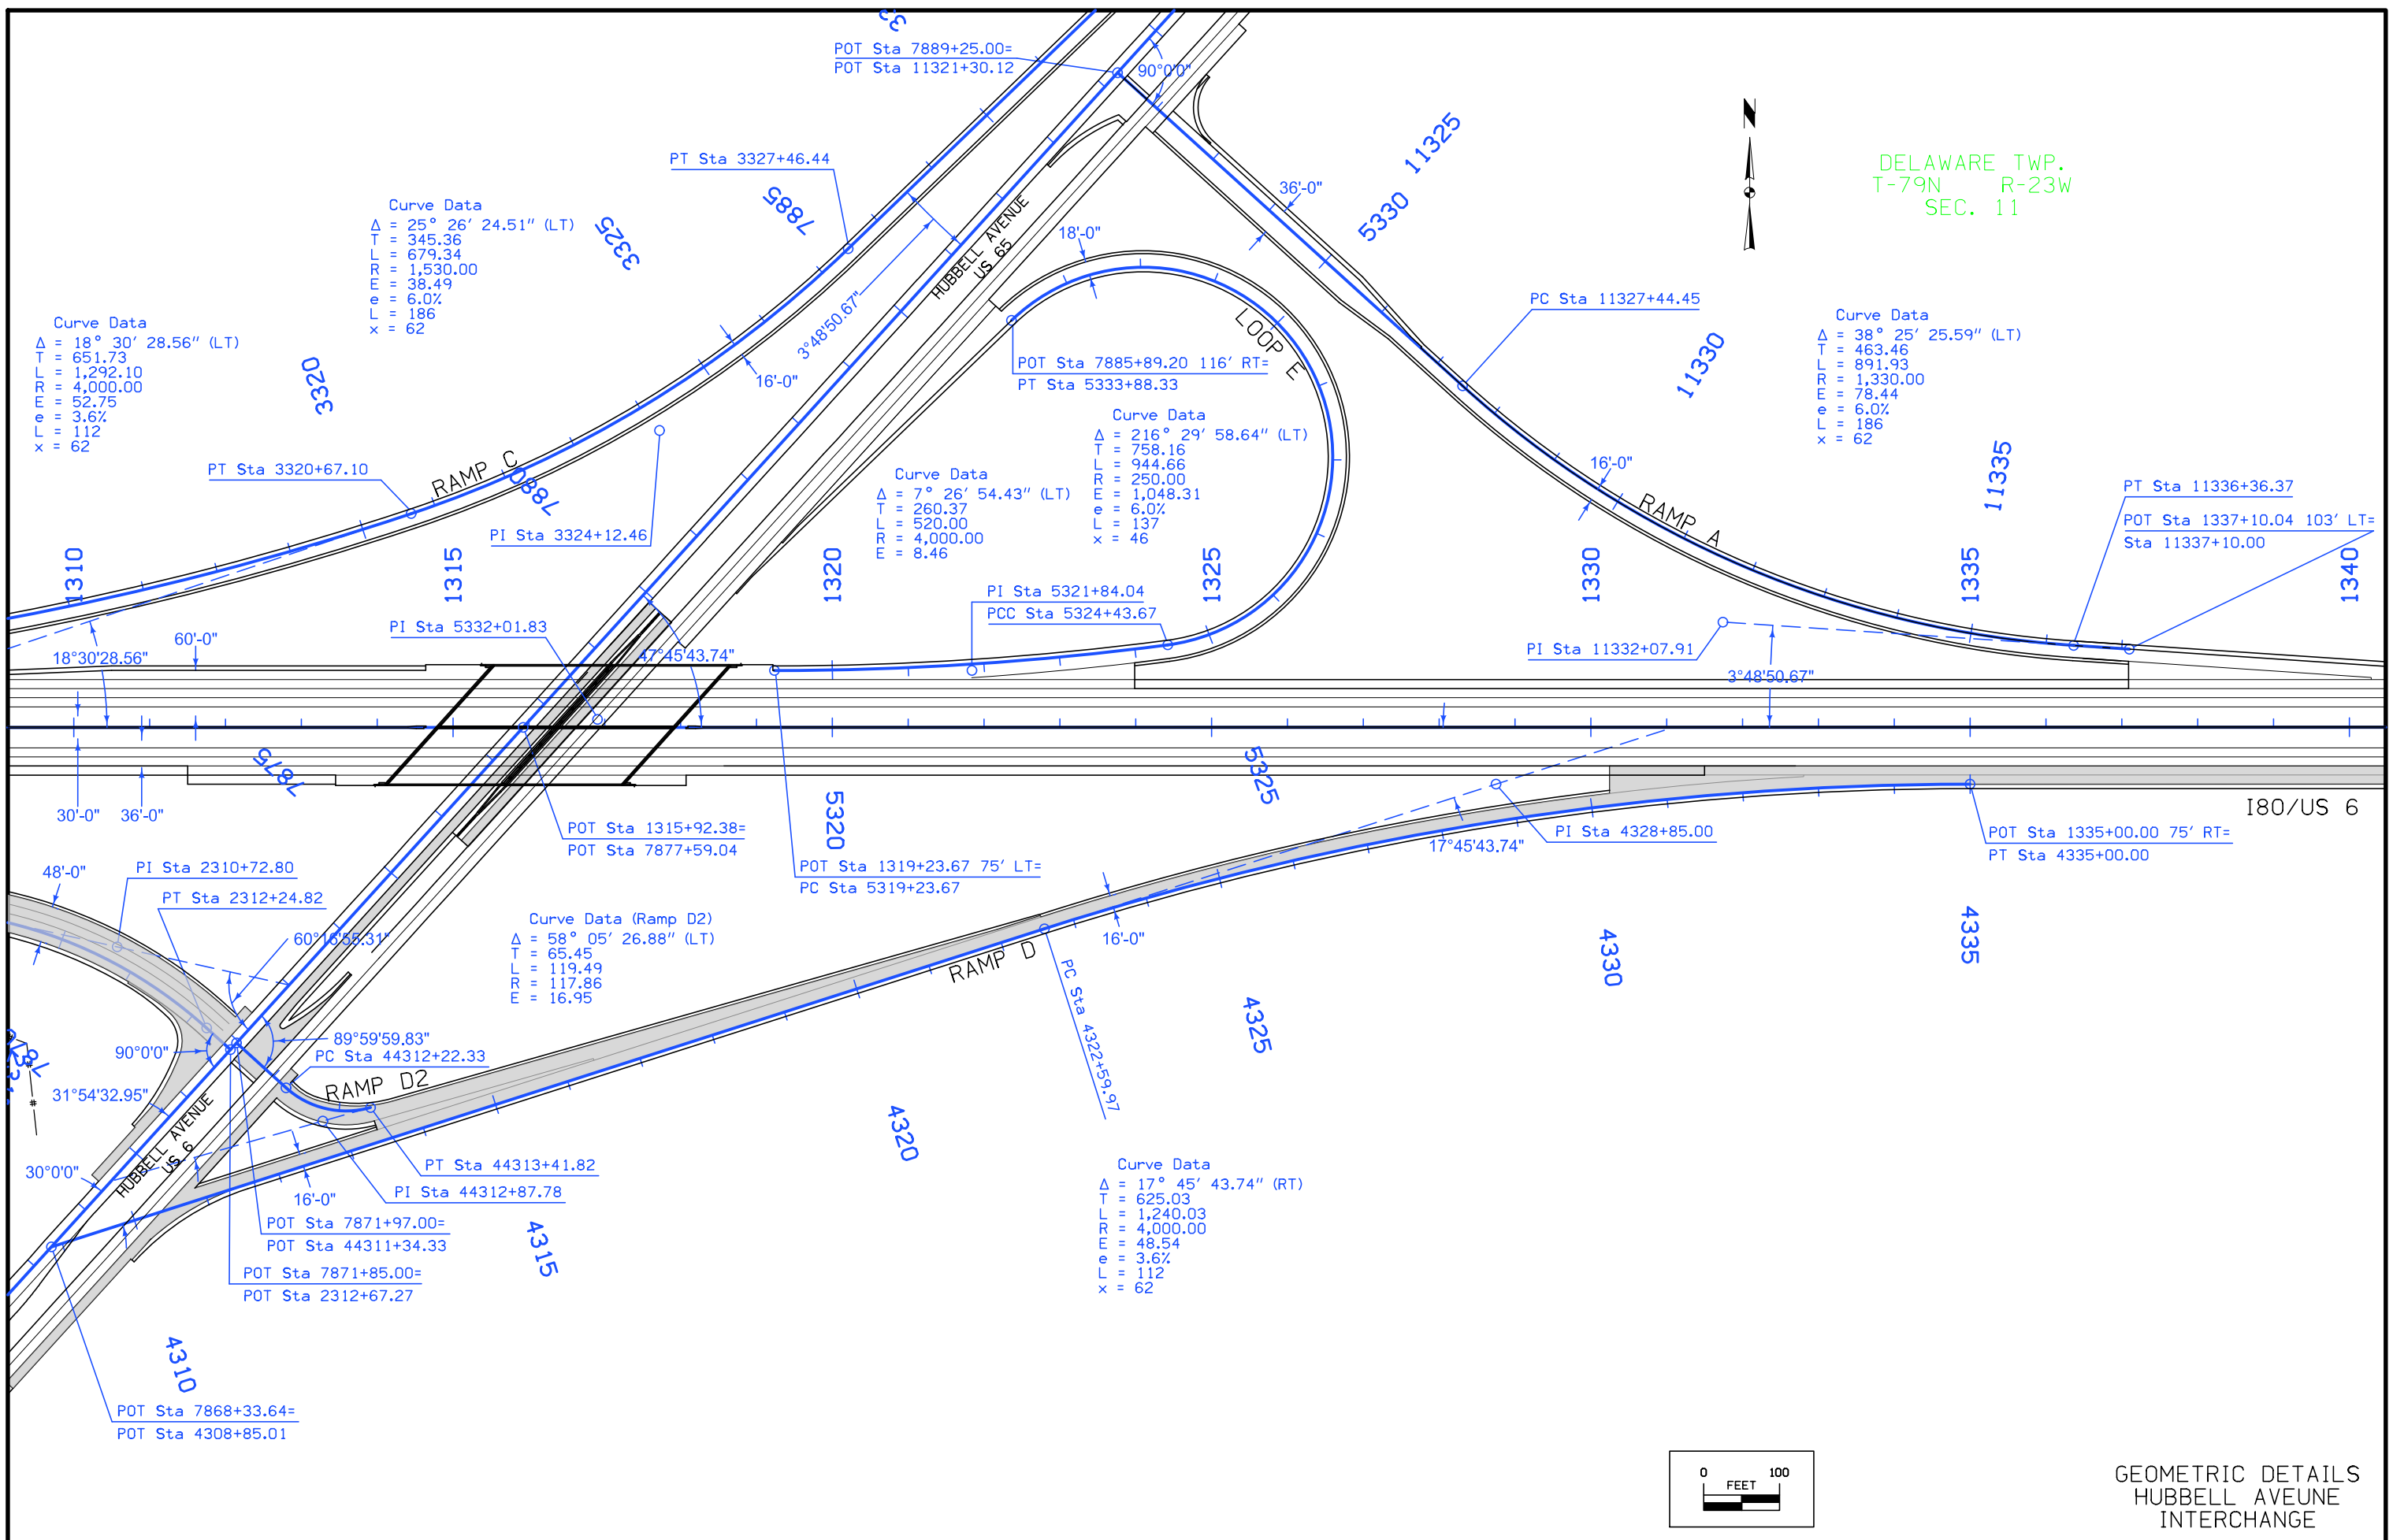 33
POT Sta 7889+25.00=
POT Sta 11321+30.12
90°0'0"
PT Sta 3327+46.44
7885
3325
Curve Data
Δ = 25° 26' 24.51" (LT)
T = 345.36
L = 679.34
R = 1,530.00
E = 38.49
e = 6.0%
L = 186
x = 62
Curve Data
Δ = 18° 30' 28.56" (LT)
T = 651.73
L = 1,292.10
R = 4,000.00
E = 52.75
e = 3.6%
L = 112
x = 62
3320
PT Sta 3320+67.10
RAMP C
7880
16'-0"
3°48'50.67"
HUBBELL AVENUE
US 65
36'-0"
18'-0"
5330
11325
DELAWARE TWP.
T-79N R-23W
SEC. 11
N
LOOP E
POT Sta 7885+89.20 116' RT=
PT Sta 5333+88.33
Curve Data
Δ = 216° 29' 58.64" (LT)
T = 758.16
L = 944.66
R = 250.00
E = 1,048.31
e = 6.0%
L = 137
x = 46
Curve Data
Δ = 7° 26' 54.43" (LT)
T = 260.37
L = 520.00
R = 4,000.00
E = 8.46
PC Sta 11327+44.45
11330
Curve Data
Δ = 38° 25' 25.59" (LT)
T = 463.46
L = 891.93
R = 1,330.00
E = 78.44
e = 6.0%
L = 186
x = 62
16'-0"
RAMP A
11335
PT Sta 11336+36.37
POT Sta 1337+10.04 103' LT=
Sta 11337+10.00
PI Sta 3324+12.46
1310
1315
1320
1325
1330
1335
1340
PI Sta 5321+84.04
PCC Sta 5324+43.67
PI Sta 5332+01.83
60'-0"
18°30'28.56"
47°45'43.74"
PI Sta 11332+07.91
3°48'50.67"
7875
30'-0"
36'-0"
5320
5325
I80/US 6
POT Sta 1315+92.38=
POT Sta 7877+59.04
POT Sta 1319+23.67 75' LT=
PC Sta 5319+23.67
17°45'43.74"
PI Sta 4328+85.00
POT Sta 1335+00.00 75' RT=
PT Sta 4335+00.00
48'-0"
PI Sta 2310+72.80
PT Sta 2312+24.82
60°16'55.31"
Curve Data (Ramp D2)
Δ = 58° 05' 26.88" (LT)
T = 65.45
L = 119.49
R = 117.86
E = 16.95
16'-0"
RAMP D
PC Sta 4322+59.97
4325
4330
4335
90°0'0"
89°59'59.83"
PC Sta 44312+22.33
RAMP D2
31°54'32.95"
HUBBELL AVENUE
US 6
30°0'0"
16'-0"
PT Sta 44313+41.82
PI Sta 44312+87.78
POT Sta 7871+97.00=
POT Sta 44311+34.33
POT Sta 7871+85.00=
POT Sta 2312+67.27
4320
4315
4310
Curve Data
Δ = 17° 45' 43.74" (RT)
T = 625.03
L = 1,240.03
R = 4,000.00
E = 48.54
e = 3.6%
L = 112
x = 62
POT Sta 7868+33.64=
POT Sta 4308+85.01
0 100
FEET
GEOMETRIC DETAILS
HUBBELL AVEUNE
INTERCHANGE